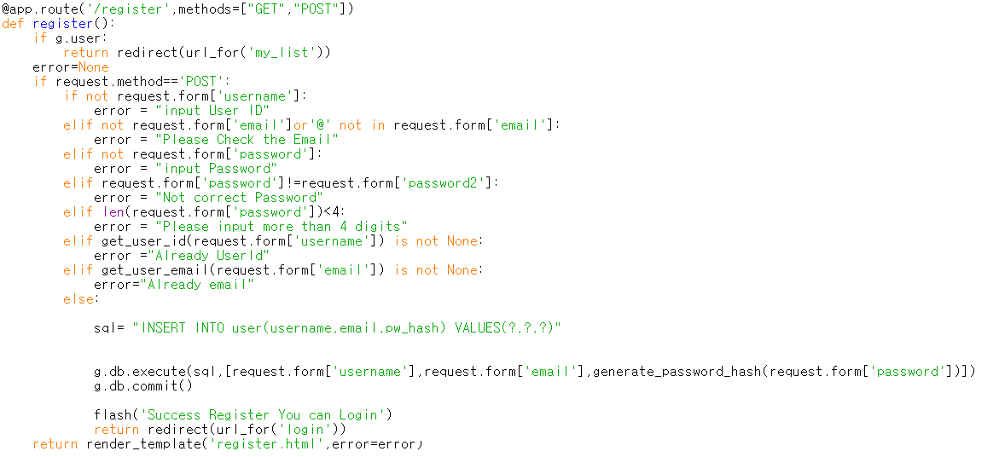 @app.route('/register',methods=["GET","POST"])
def register():
    if g.user:
        return redirect(url_for('my_list'))
    error=None
    if request.method=='POST':
        if not request.form['username']:
            error = "input User ID"
        elif not request.form['email']or'@' not in request.form['email']:
            error = "Please Check the Email"
        elif not request.form['password']:
            error = "input Password"
        elif request.form['password']!=request.form['password2']:
            error = "Not correct Password"
        elif len(request.form['password'])<4:
            error = "Please input more than 4 digits"
        elif get_user_id(request.form['username']) is not None:
            error ="Already UserId"
        elif get_user_email(request.form['email']) is not None:
            error="Already email"
        else:
            sql= "INSERT INTO user(username,email,pw_hash) VALUES(?,?,?)"
            g.db.execute(sql,[request.form['username'],request.form['email'],generate_password_hash(request.form['password'])])
            g.db.commit()
            flash('Success Register You can Login')
            return redirect(url_for('login'))
    return render_template('register.html',error=error)